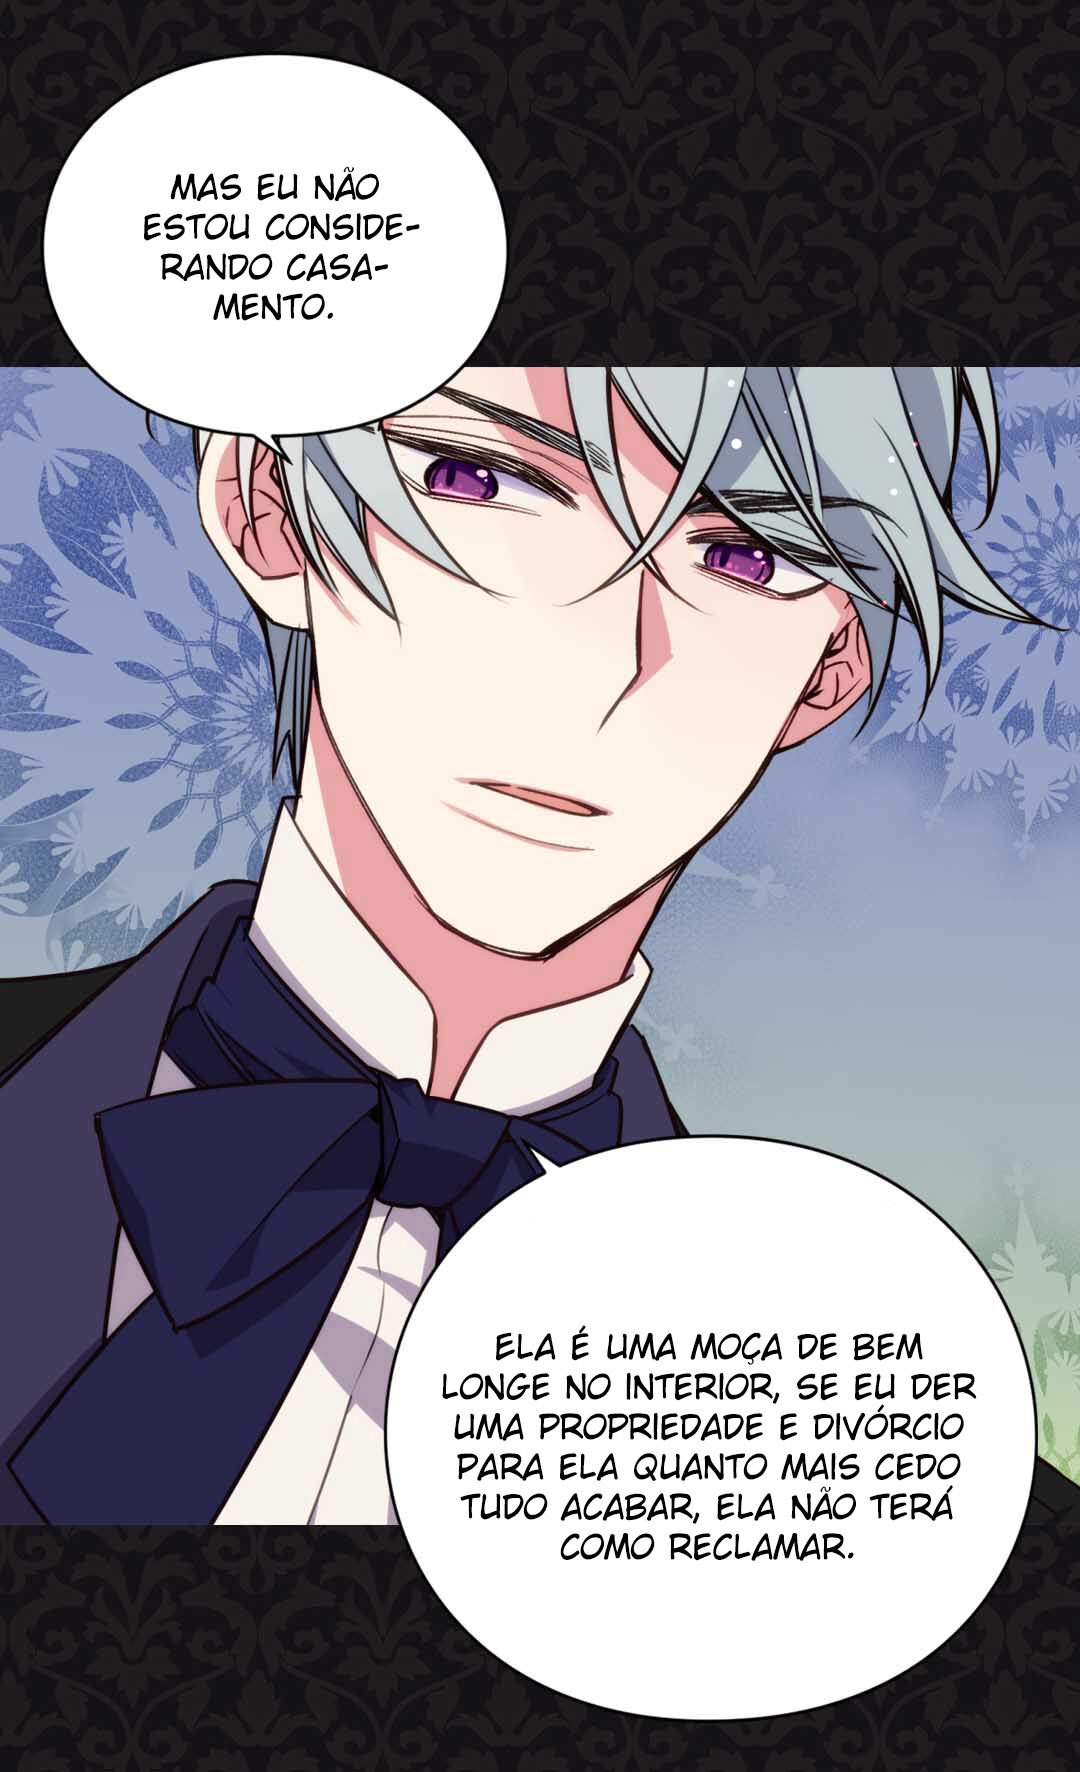 MAS EU NÃO
ESTOU CONSIDE-
RANDO CASA-
MENTO.
ELA É UMA MOÇA DE BEM
LONGE NO INTERIOR, SE EU DER
UMA PROPRIEDADE E DIVÓRCIO
PARA ELA QUANTO MAIS CEDO
TUDO ACABAR, ELA NÃO TERÁ
COMO RECLAMAR.